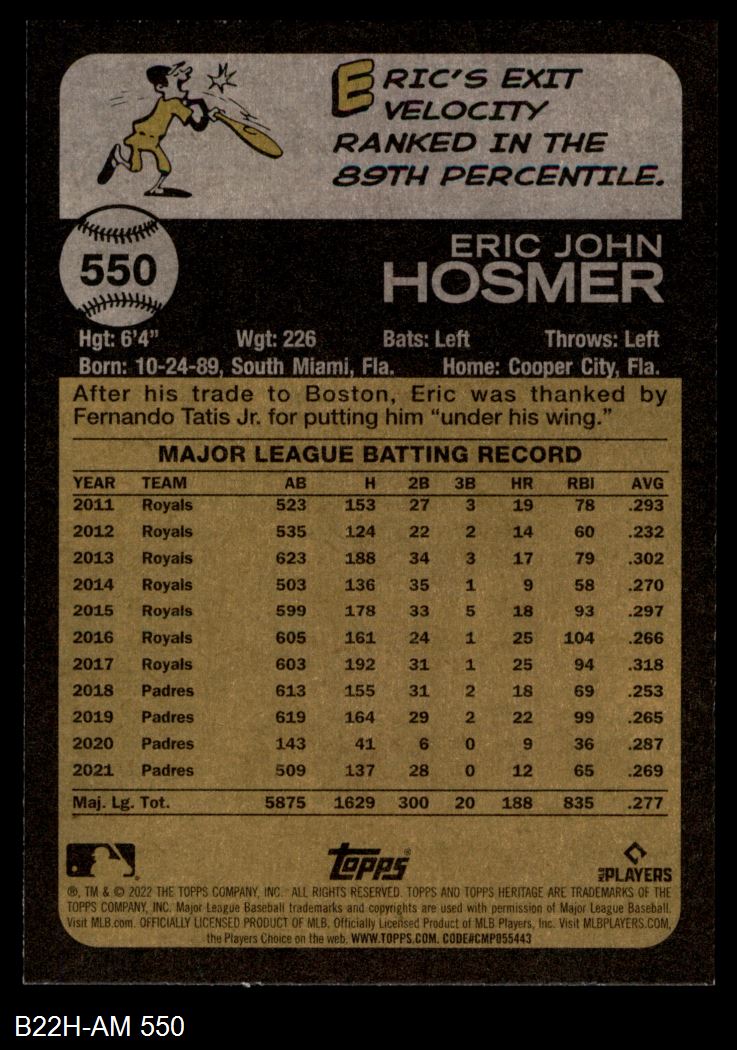 ERIC'S EXIT
VELOCITY
RANKED IN THE
89TH PERCENTILE.
550
ERIC JOHN
HOSMER
Hgt: 6'4" Wgt: 226 Bats: Left Throws: Left
Born: 10-24-89, South Miami, Fla. Home: Cooper City, Fla.
After his trade to Boston, Eric was thanked by
Fernando Tatis Jr. for putting him "under his wing."
MAJOR LEAGUE BATTING RECORD
YEAR TEAM AB H 2B 3B HR RBI AVG
2011 Royals 523 153 27 3 19 78 .293
2012 Royals 535 124 22 2 14 60 .232
2013 Royals 623 188 34 3 17 79 .302
2014 Royals 503 136 35 1 9 58 .270
2015 Royals 599 178 33 5 18 93 .297
2016 Royals 605 161 24 1 25 104 .266
2017 Royals 603 192 31 1 25 94 .318
2018 Padres 613 155 31 2 18 69 .253
2019 Padres 619 164 29 2 22 99 .265
2020 Padres 143 41 6 0 9 36 .287
2021 Padres 509 137 28 0 12 65 .269
Maj. Lg. Tot. 5875 1629 300 20 188 835 .277
Topps®
MLB PLAYERS
®, TM & © 2022 THE TOPPS COMPANY, INC. ALL RIGHTS RESERVED. TOPPS AND TOPPS HERITAGE ARE TRADEMARKS OF THE
TOPPS COMPANY, INC. Major League Baseball trademarks and copyrights are used with permission of Major League Baseball.
Visit MLB.com. OFFICIALLY LICENSED PRODUCT OF MLB. Officially Licensed Product of MLB Players, Inc. Visit MLBPLAYERS.COM,
the Players Choice on the web. WWW.TOPPS.COM. CODE#CMP055443
B22H-AM 550